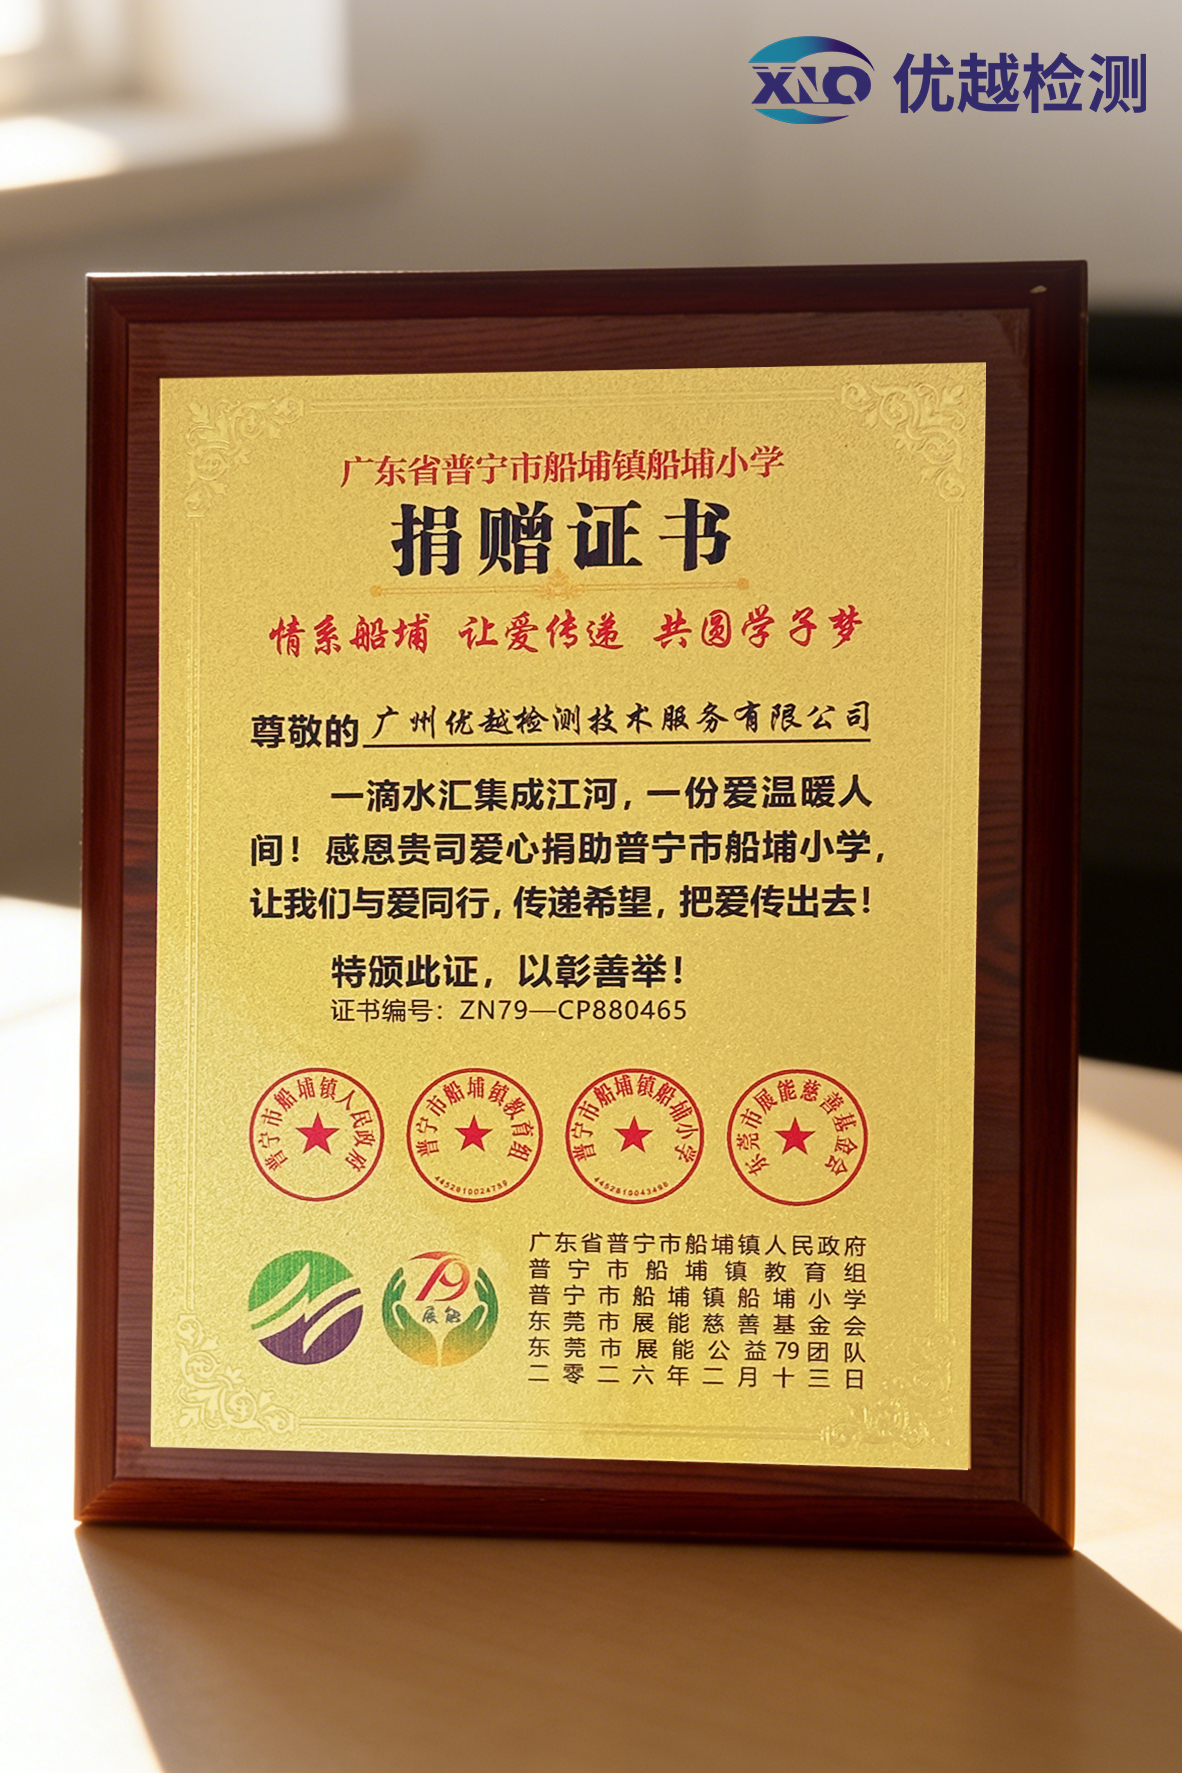 XNQ 优越检测
广东省普宁市船埔镇船埔小学
捐赠证书
情系船埔 让爱传递 共圆学子梦
尊敬的广州优越检测技术服务有限公司
一滴水汇集成江河，一份爱温暖人
间！感恩贵司爱心捐助普宁市船埔小学，
让我们与爱同行，传递希望，把爱传出去！
特颁此证，以彰善举！
证书编号：ZN79—CP880465
普宁市船埔镇人民政府
普宁市船埔镇教育组
4452810024759
普宁市船埔镇船埔小学
4452810043498
东莞市展能慈善基金会
79
展能
广东省普宁市船埔镇人民政府
普宁市船埔镇教育组
普宁市船埔镇船埔小学
东莞市展能慈善基金会
东莞市展能公益79团队
二零二六年二月十三日